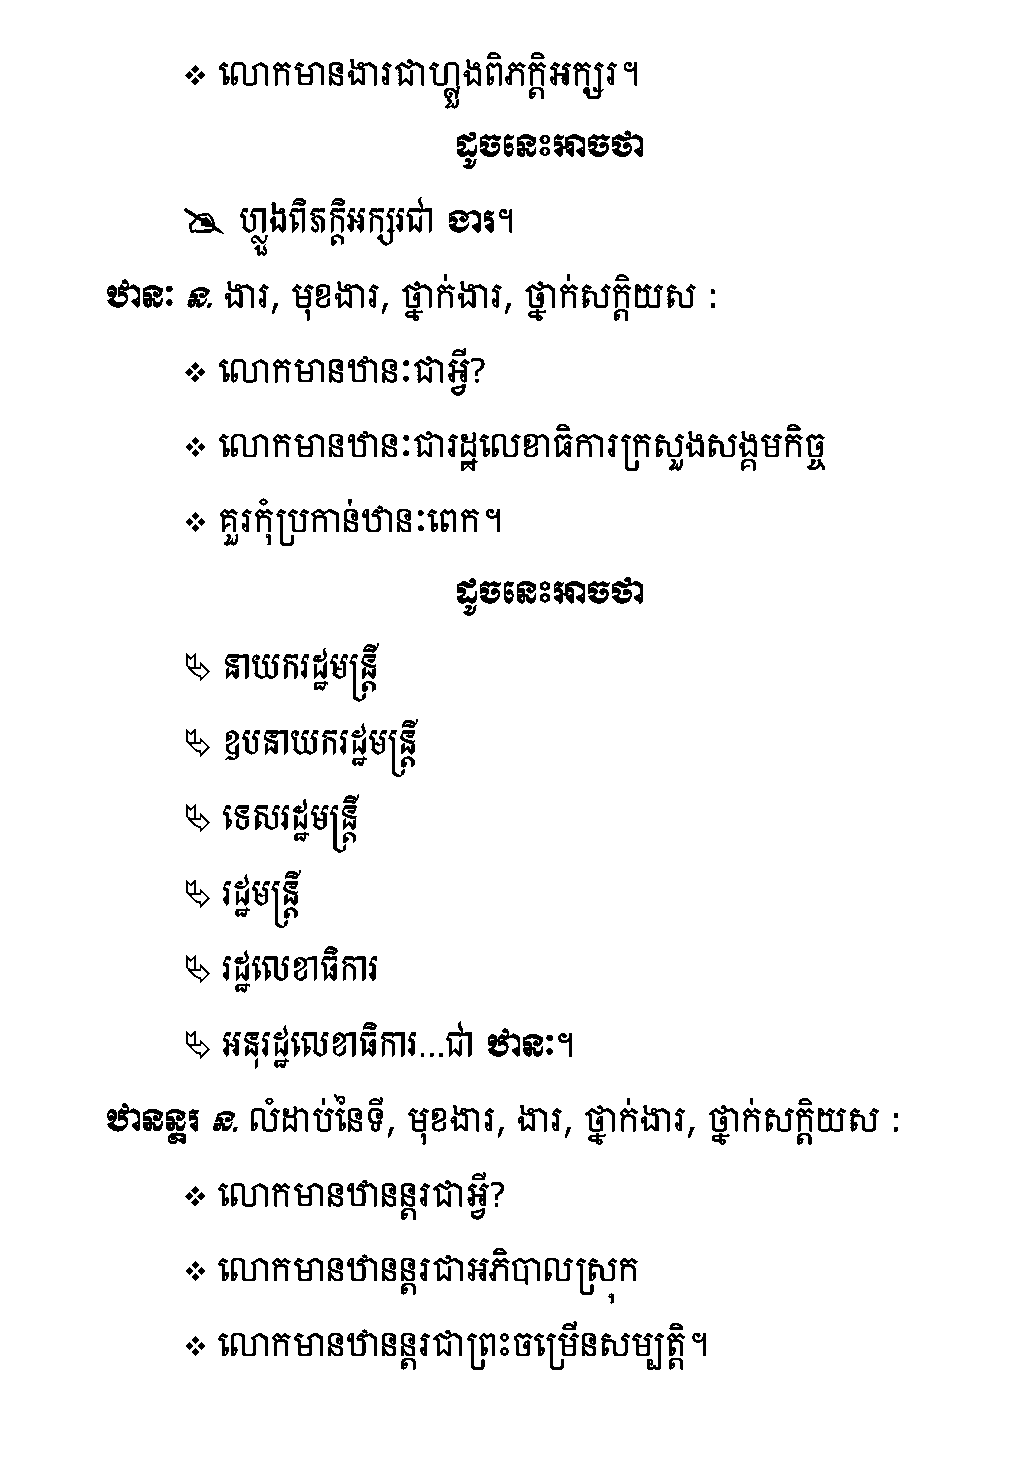 ❖ លោកមានងារជាហ្លួងពិភក្ដិអក្សរ។
ដូចនេះអាចថា
✍ ហ្លួងពិភក្ដិអក្សរជា ងារ។
ឋានៈ ន. ងារ, មុខងារ, ថ្នាក់ងារ, ថ្នាក់សក្ដិយស :
❖ លោកមានឋានៈជាអ្វី?
❖ លោកមានឋានៈជារដ្ឋលេខាធិការក្រសួងសង្គមកិច្ច
❖ គួរកុំប្រកាន់ឋានៈពេក។
ដូចនេះអាចថា
⮡ នាយករដ្ឋមន្ត្រី
⮡ ឧបនាយករដ្ឋមន្ត្រី
⮡ ទេសរដ្ឋមន្ត្រី
⮡ រដ្ឋមន្ត្រី
⮡ រដ្ឋលេខាធិការ
⮡ អនុរដ្ឋលេខាធិការ...ជា ឋានៈ។
ឋានន្តរ ន. លំដាប់នៃទី, មុខងារ, ងារ, ថ្នាក់ងារ, ថ្នាក់សក្ដិយស :
❖ លោកមានឋានន្តរជាអ្វី?
❖ លោកមានឋានន្តរជាអភិបាលស្រុក
❖ លោកមានឋានន្តរជាព្រះចម្រើនសម្បត្តិ។